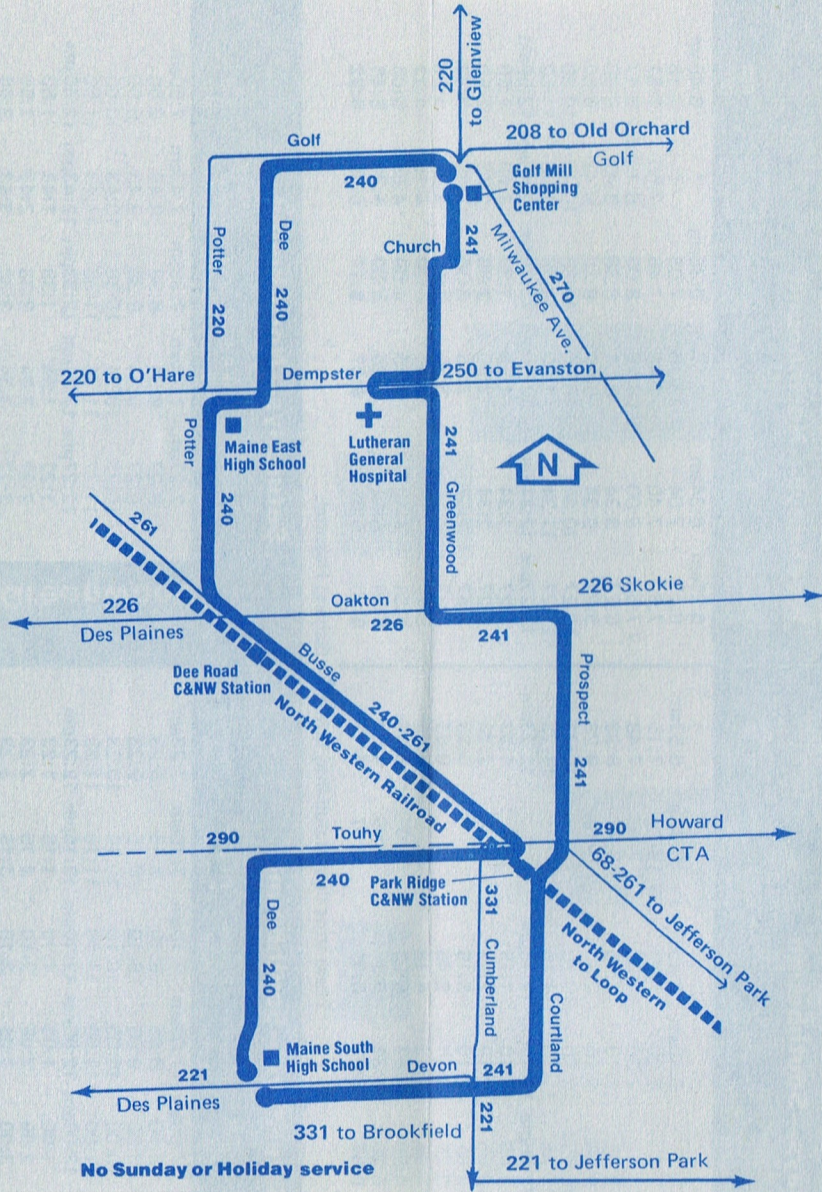 to Glenview
220
208 to Old Orchard
Golf
Golf
240
Golf Mill
Shopping
Center
241
Church
Milwaukee Ave.
270
Potter
220
Dee
240
220 to O'Hare
Dempster
250 to Evanston
Maine East
High School
Lutheran
General
Hospital
N
Potter
240
241
Greenwood
261
226
Des Plaines
Oakton
226
241
226 Skokie
Dee Road
C&NW Station
Busse
240-261
North Western Railroad
Prospect
241
290
Touhy
290
Howard
CTA
240
Park Ridge
C&NW Station
68-261 to Jefferson Park
331
Cumberland
North Western
to Loop
Dee
240
Courtland
Maine South
High School
221
Des Plaines
Devon
241
331 to Brookfield
221
221 to Jefferson Park
No Sunday or Holiday service